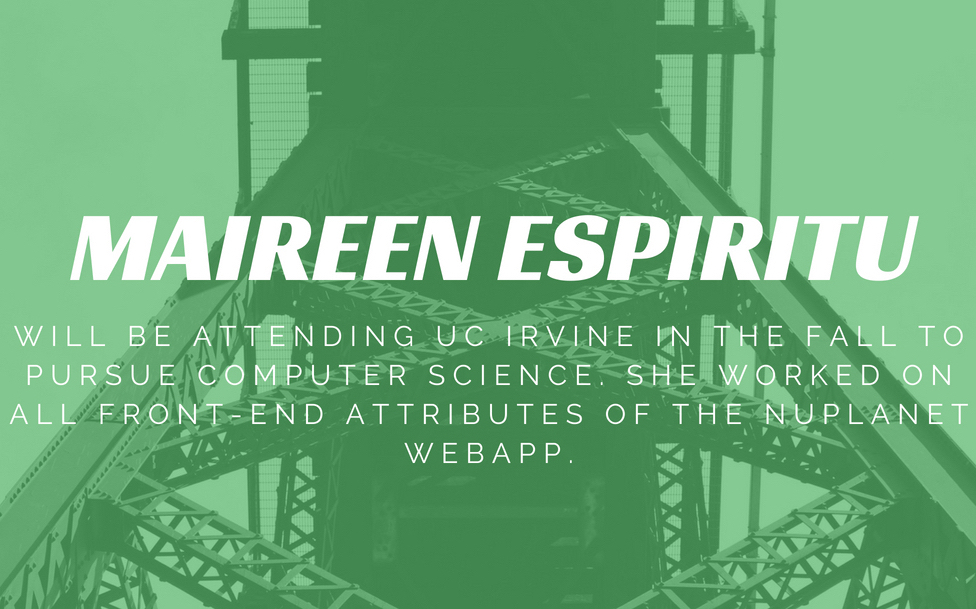 MAIREEN ESPIRITU
WILL BE ATTENDING UC IRVINE IN THE FALL TO
PURSUE COMPUTER SCIENCE. SHE WORKED ON
ALL FRONT-END ATTRIBUTES OF THE NUPLANET
WEBAPP.